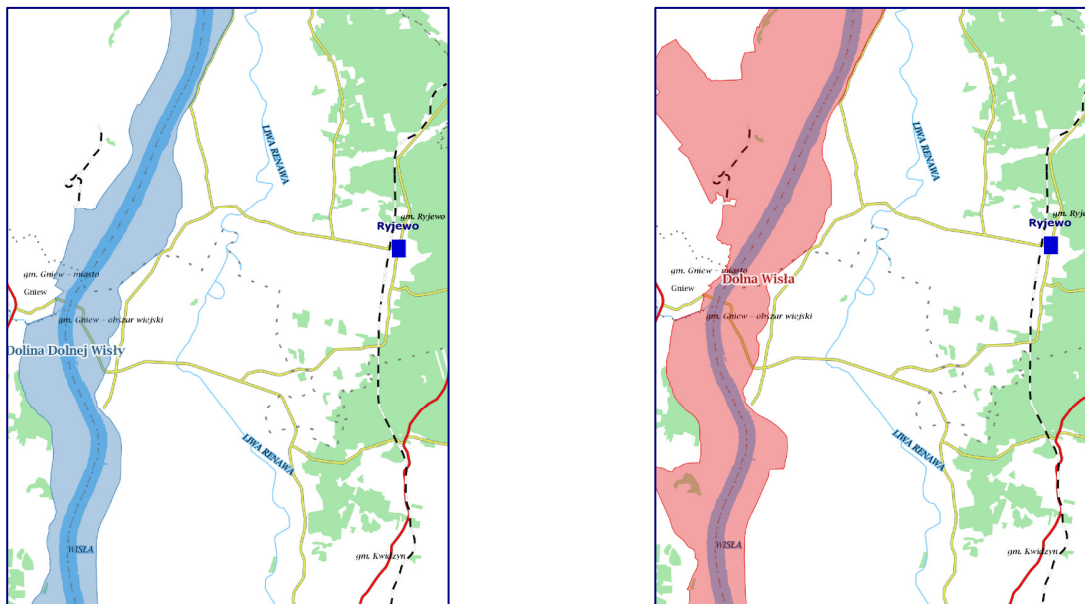 LIWA RENAWA
gm. Ryjewo
Ryjewo
gm. Gniew – miasto
Gniew
gm. Gniew – obszar wiejski
Dolina Dolnej Wisły
LIWA RENAWA
WISŁA
gm. Kwidzyn
LIWA RENAWA
gm. Ryje
Ryjewo
gm. Gniew – miasto
Dolna Wisła
Gniew
gm. Gniew – obszar wiejski
LIWA RENAWA
WISŁA
gm. Kwidzyn